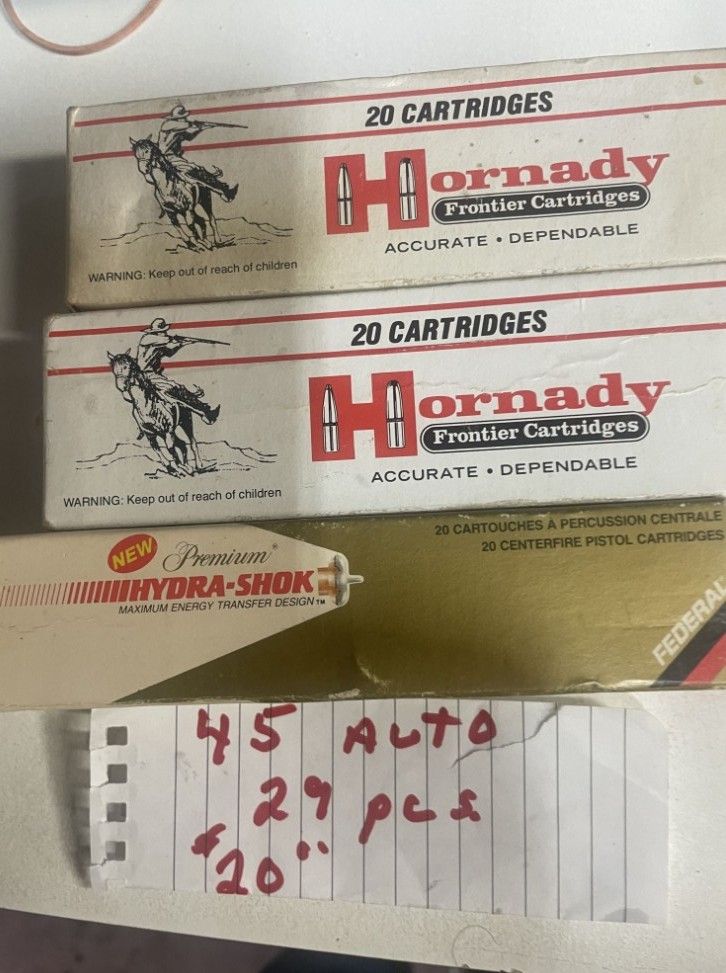 20 CARTRIDGES
Hornady
Frontier Cartridges
ACCURATE • DEPENDABLE
WARNING: Keep out of reach of children
20 CARTRIDGES
Hornady
Frontier Cartridges
ACCURATE • DEPENDABLE
WARNING: Keep out of reach of children
20 CARTOUCHES À PERCUSSION CENTRALE
20 CENTERFIRE PISTOL CARTRIDGES
NEW Premium®
HYDRA-SHOK
MAXIMUM ENERGY TRANSFER DESIGN™
FEDERAL
45 Auto
29 pcs
$20"